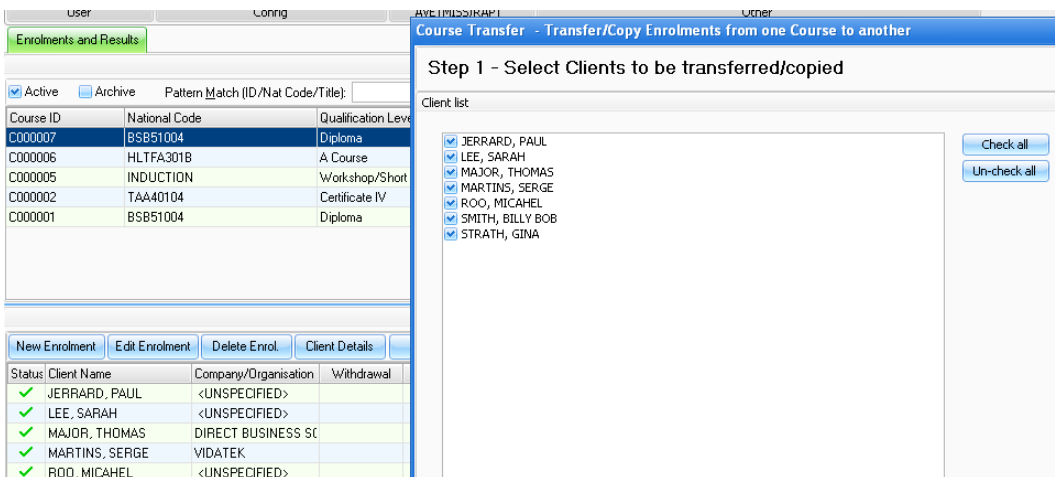 User Config AVETMISS/RAPT Other
Enrolments and Results
Active Archive Pattern Match (ID/Nat Code/Title):
Course ID National Code Qualification Leve
C000007 BSB51004 Diploma
C000006 HLTFA301B A Course
C000005 INDUCTION Workshop/Short
C000002 TAA40104 Certificate IV
C000001 BSB51004 Diploma
New Enrolment Edit Enrolment Delete Enrol. Client Details
Status Client Name Company/Organisation Withdrawal
JERRARD, PAUL <UNSPECIFIED>
LEE, SARAH <UNSPECIFIED>
MAJOR, THOMAS DIRECT BUSINESS SO
MARTINS, SERGE VIDATEK
ROO, MICAHEL <UNSPECIFIED>
Course Transfer - Transfer/Copy Enrolments from one Course to another
Step 1 - Select Clients to be transferred/copied
Client list
JERRARD, PAUL
LEE, SARAH
MAJOR, THOMAS
MARTINS, SERGE
ROO, MICAHEL
SMITH, BILLY BOB
STRATH, GINA
Check all
Un-check all